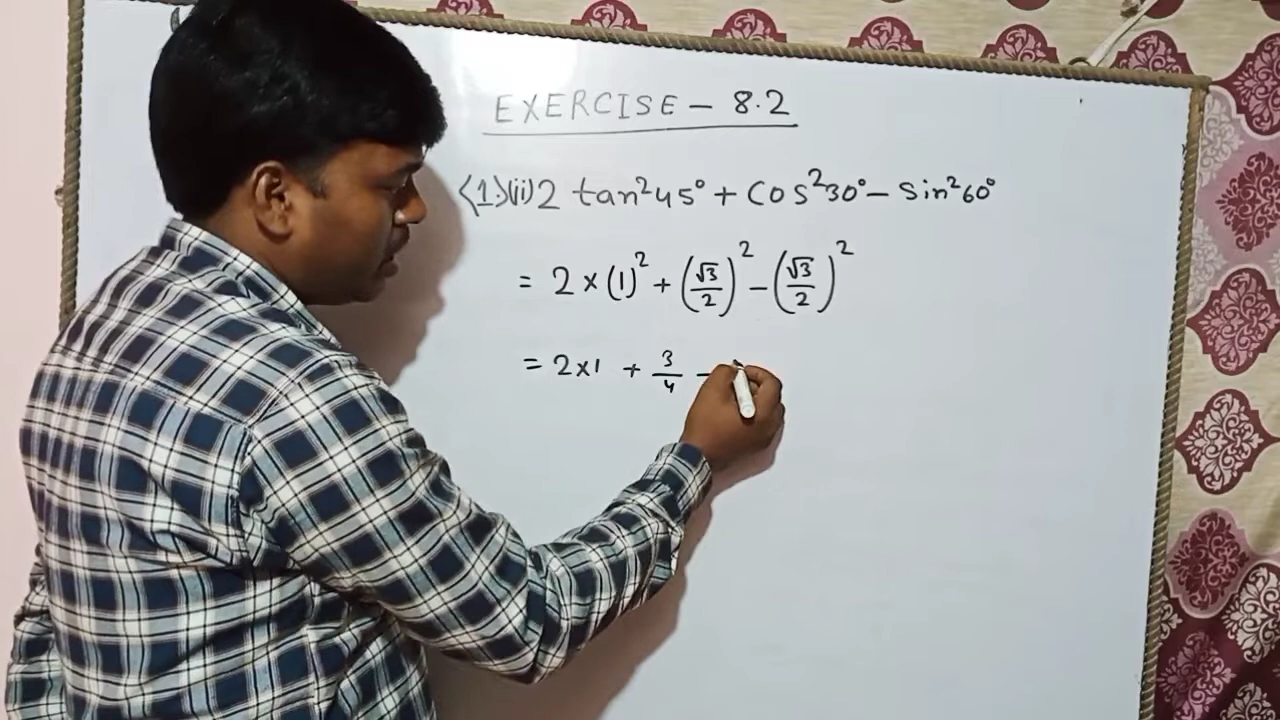 EXERCISE – 8.2
(1)(ii) 2 tan²45° + Cos²30° – Sin²60°
= 2 × (1)² + (√3/2)² – (√3/2)²
= 2×1 + 3/4 –